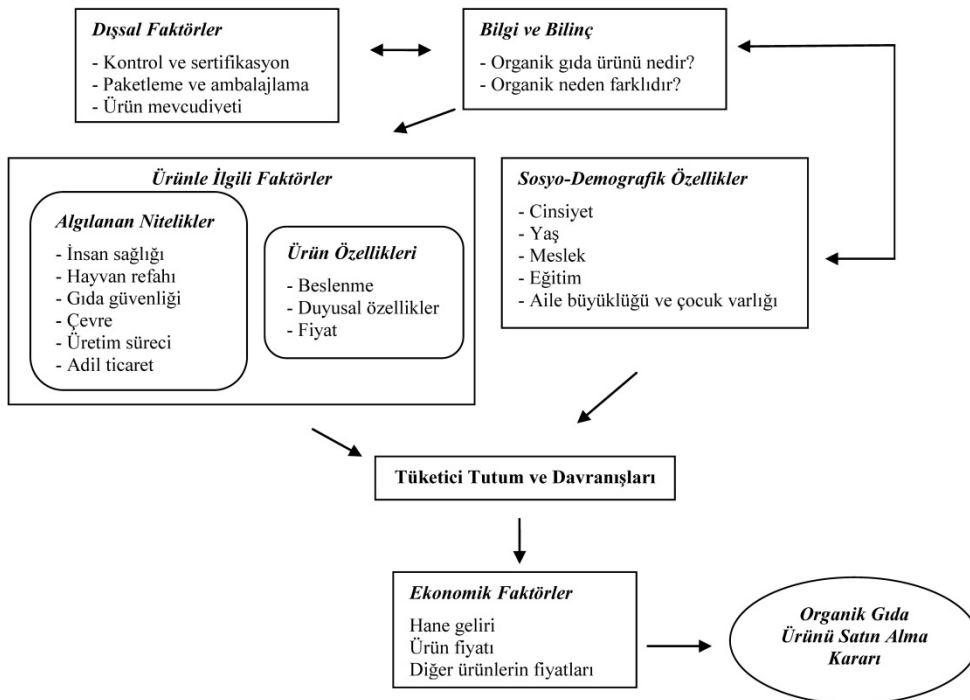 Dışsal Faktörler
- Kontrol ve sertifikasyon
- Paketleme ve ambalajlama
- Ürün mevcudiveti
Bilgi ve Bilinç
- Organik gıda ürünü nedir?
- Organik neden farklıdır?
Ürünle İlgili Faktörler
Algılanan Nitelikler
- İnsan sağlığı
- Hayvan refahı
- Gıda güvenliği
- Çevre
- Üretim süreci
- Adil ticaret
Ürün Özellikleri
- Beslenme
- Duyusal özellikler
- Fiyat
Sosyo-Demografik Özellikler
- Cinsiyet
- Yaş
- Meslek
- Eğitim
- Aile büyüklüğü ve çocuk varlığı
Tüketici Tutum ve Davranışları
Ekonomik Faktörler
Hane geliri
Ürün fiyatı
Diğer ürünlerin fiyatları
Organik Gıda
Ürünü Satın Alma
Kararı